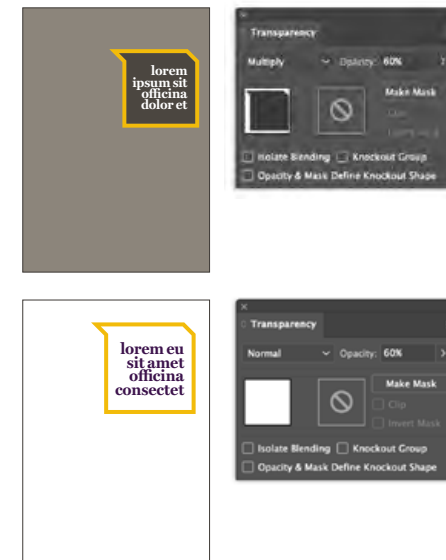 lorem
ipsum sit
officina
dolor et
Transparency
Multiply Opacity: 60%
Make Mask
Clip
Isolate Blending Knockout Group
Opacity & Mask Define Knockout Shape
lorem eu
sit amet
officina
consectet
Transparency
Normal Opacity: 60%
Make Mask
Clip
Invert Mask
Isolate Blending Knockout Group
Opacity & Mask Define Knockout Shape